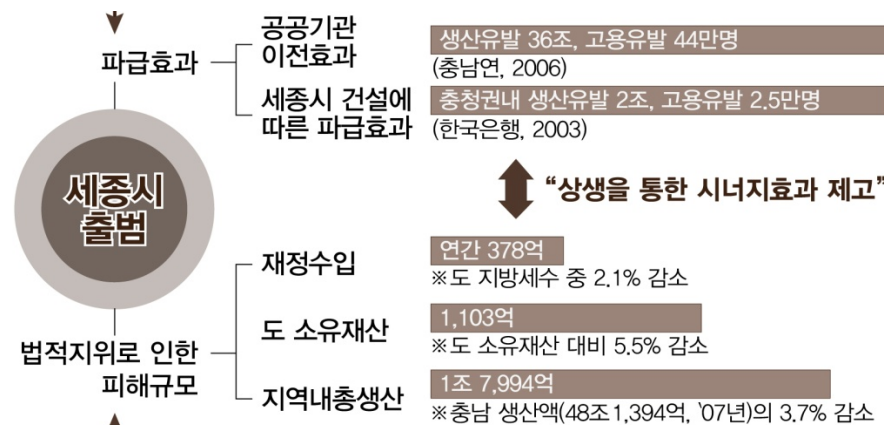 파급효과
공공기관
이전효과
생산유발 36조, 고용유발 44만명
(충남연, 2006)
세종시 건설에
따른 파급효과
충청권내 생산유발 2조, 고용유발 2.5만명
(한국은행, 2003)
세종시
출범
“상생을 통한 시너지효과 제고”
법적지위로 인한
피해규모
재정수입
연간 378억
※도 지방세수 중 2.1% 감소
도 소유재산
1,103억
※도 소유재산 대비 5.5% 감소
지역내총생산
1조 7,994억
※충남 생산액(48조1,394억, '07년)의 3.7% 감소